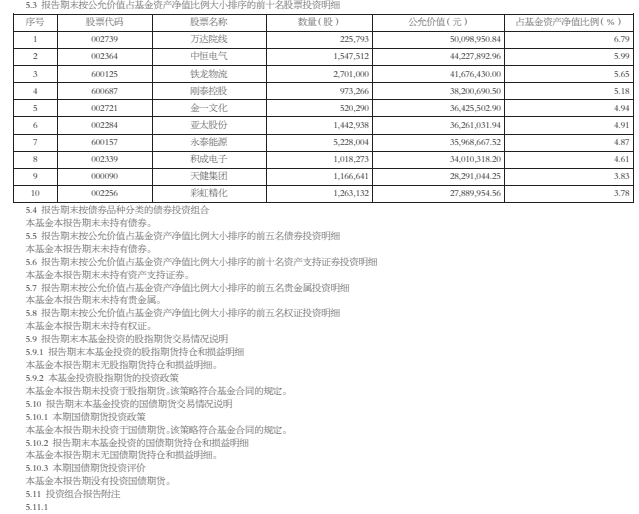 5.3 报告期末按公允价值占基金资产净值比例大小排序的前十名股票投资明细
序号 股票代码 股票名称 数量(股) 公允价值(元) 占基金资产净值比例(%)
1 002739 万达院线 225,793 50,098,950.84 6.79
2 002364 中恒电气 1,547,512 44,227,892.96 5.99
3 600125 铁龙物流 2,701,000 41,676,430.00 5.65
4 600687 刚泰控股 973,266 38,200,690.50 5.18
5 002721 金一文化 520,290 36,425,502.90 4.94
6 002284 亚太股份 1,442,938 36,261,031.94 4.91
7 600157 永泰能源 5,228,004 35,968,667.52 4.87
8 002339 积成电子 1,018,273 34,010,318.20 4.61
9 000090 天健集团 1,166,641 28,291,044.25 3.83
10 002256 彩虹精化 1,263,132 27,889,954.56 3.78
5.4 报告期末按债券品种分类的债券投资组合
本基金本报告期末未持有债券。
5.5 报告期末按公允价值占基金资产净值比例大小排序的前五名债券投资明细
本基金本报告期末未持有债券。
5.6 报告期末按公允价值占基金资产净值比例大小排序的前十名资产支持证券投资明细
本基金本报告期末未持有资产支持证券。
5.7 报告期末按公允价值占基金资产净值比例大小排序的前五名贵金属投资明细
本基金本报告期末未持有贵金属。
5.8 报告期末按公允价值占基金资产净值比例大小排序的前五名权证投资明细
本基金本报告期末未持有权证。
5.9 报告期末本基金投资的股指期货交易情况说明
5.9.1 报告期末本基金投资的股指期货持仓和损益明细
本基金本报告期末无股指期货持仓和损益明细。
5.9.2 本基金投资股指期货的投资政策
本基金本报告期未投资于股指期货。该策略符合基金合同的规定。
5.10 报告期末本基金投资的国债期货交易情况说明
5.10.1 本期国债期货投资政策
本基金本报告期未投资于国债期货。该策略符合基金合同的规定。
5.10.2 报告期末本基金投资的国债期货持仓和损益明细
本基金本报告期末无国债期货持仓和损益明细。
5.10.3 本期国债期货投资评价
本基金本报告期没有投资国债期货。
5.11 投资组合报告附注
5.11.1